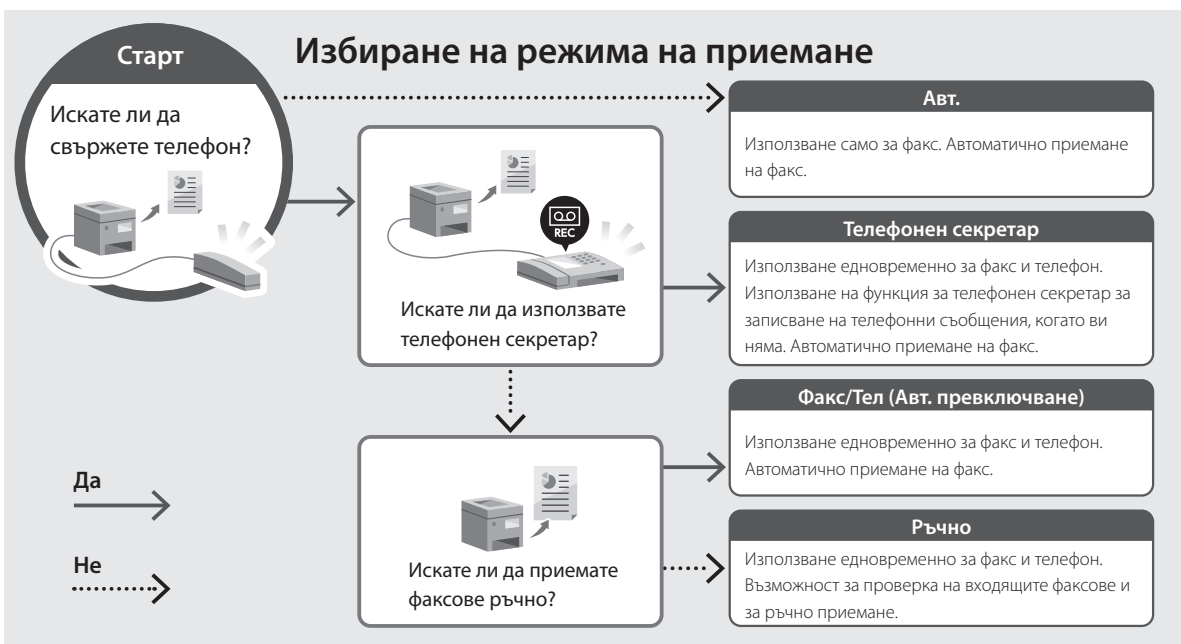 Избиране на режима на приемане
Старт
Искате ли да
свържете телефон?
Авт.
Използване само за факс. Автоматично приемане
на факс.
REC
Искате ли да използвате
телефонен секретар?
Телефонен секретар
Използване едновременно за факс и телефон.
Използване на функция за телефонен секретар за
записване на телефонни съобщения, когато ви
няма. Автоматично приемане на факс.
Факс/Тел (Авт. превключване)
Използване едновременно за факс и телефон.
Автоматично приемане на факс.
Искате ли да приемате
факсове ръчно?
Ръчно
Използване едновременно за факс и телефон.
Възможност за проверка на входящите факсове и
за ръчно приемане.
Да
Не